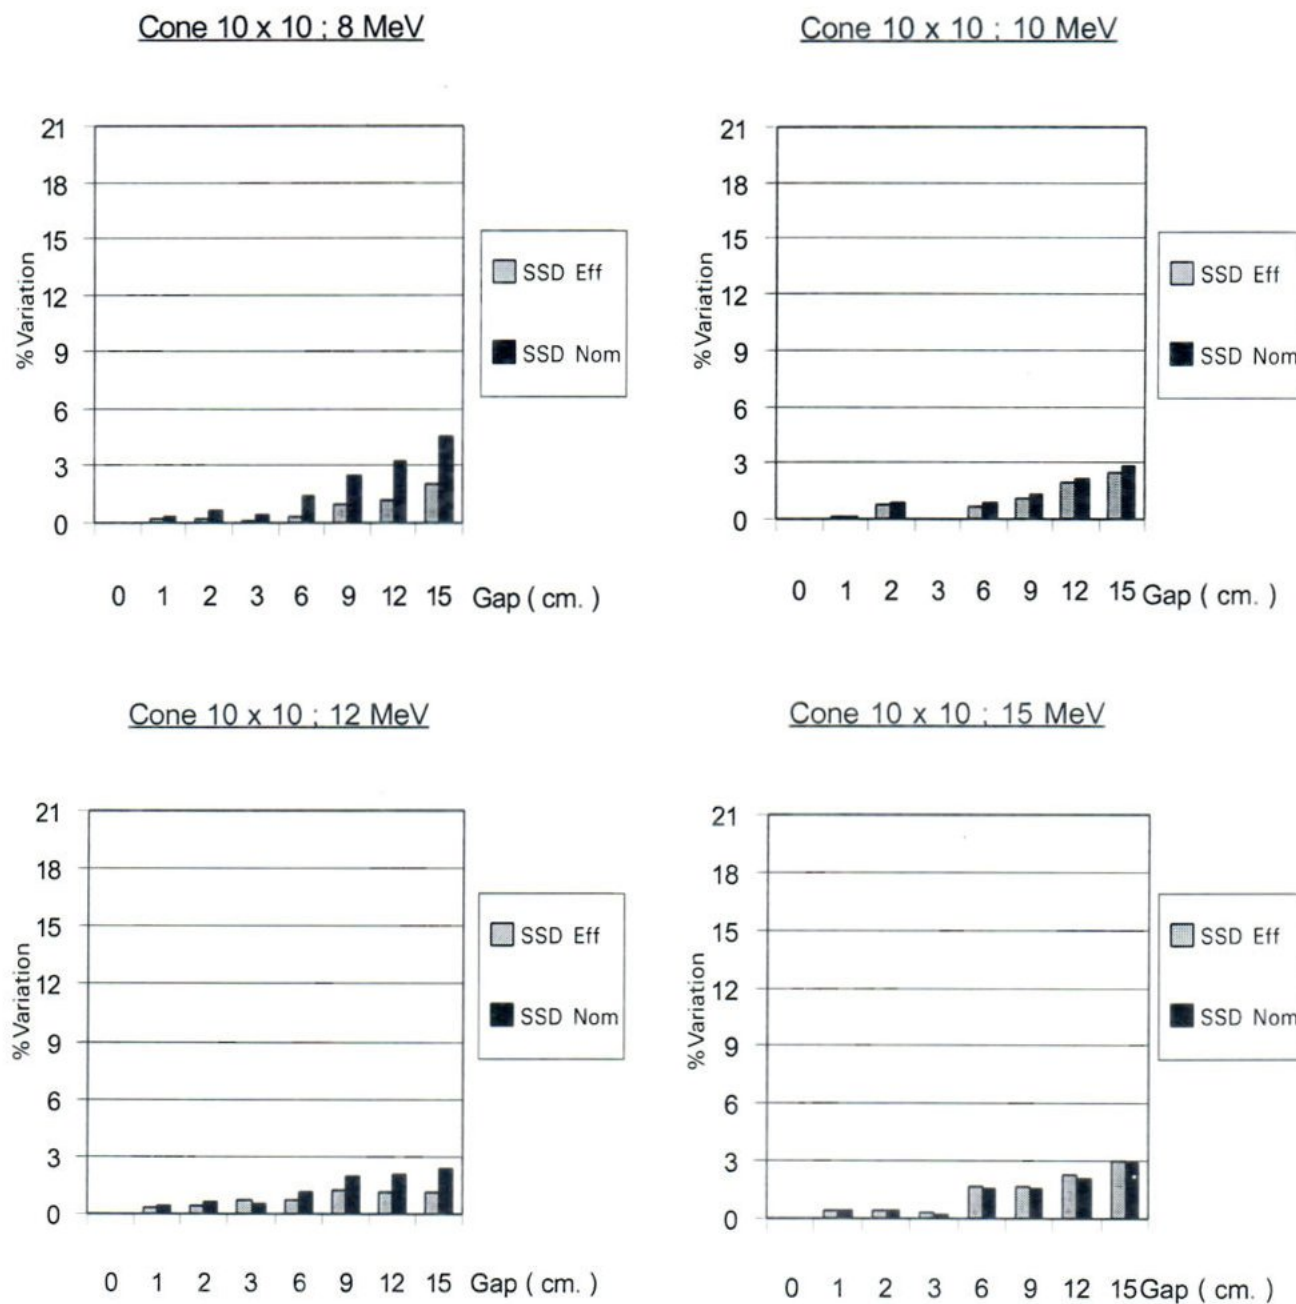 Cone 10 x 10 ; 8 MeV
21
18
15
12
9
6
3
0
% Variation
SSD Eff
SSD Nom
0 1 2 3 6 9 12 15 Gap ( cm. )
Cone 10 x 10 ; 10 MeV
21
18
15
12
9
6
3
0
% Variation
SSD Eff
SSD Nom
0 1 2 3 6 9 12 15 Gap ( cm. )
Cone 10 x 10 ; 12 MeV
21
18
15
12
9
6
3
0
% Variation
SSD Eff
SSD Nom
0 1 2 3 6 9 12 15 Gap ( cm. )
Cone 10 x 10 ; 15 MeV
21
18
15
12
9
6
3
0
% Variation
SSD Eff
SSD Nom
0 1 2 3 6 9 12 15 Gap ( cm. )